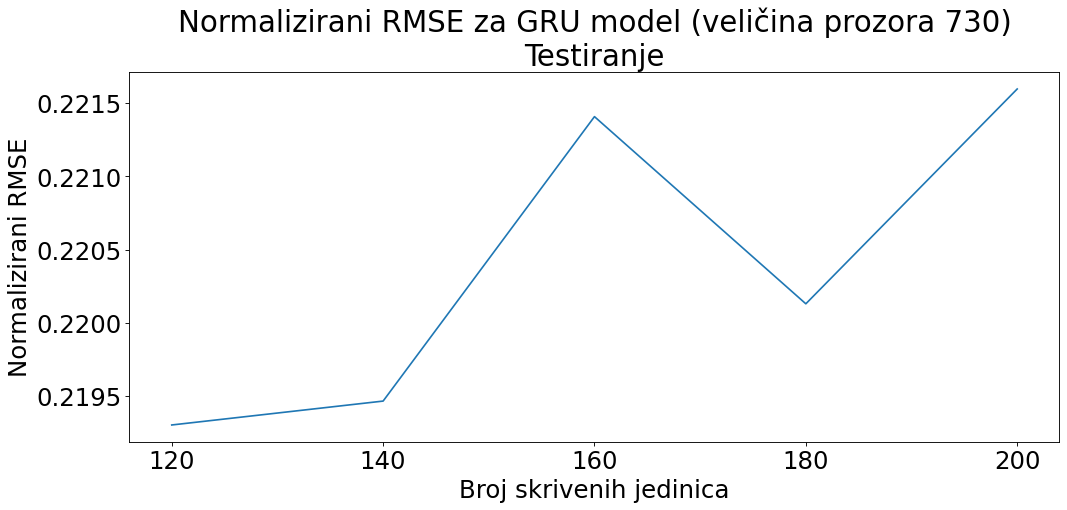 Normalizirani RMSE za GRU model (veličina prozora 730)
Testiranje
Normalizirani RMSE
0.2215
0.2210
0.2205
0.2200
0.2195
120 140 160 180 200
Broj skrivenih jedinica